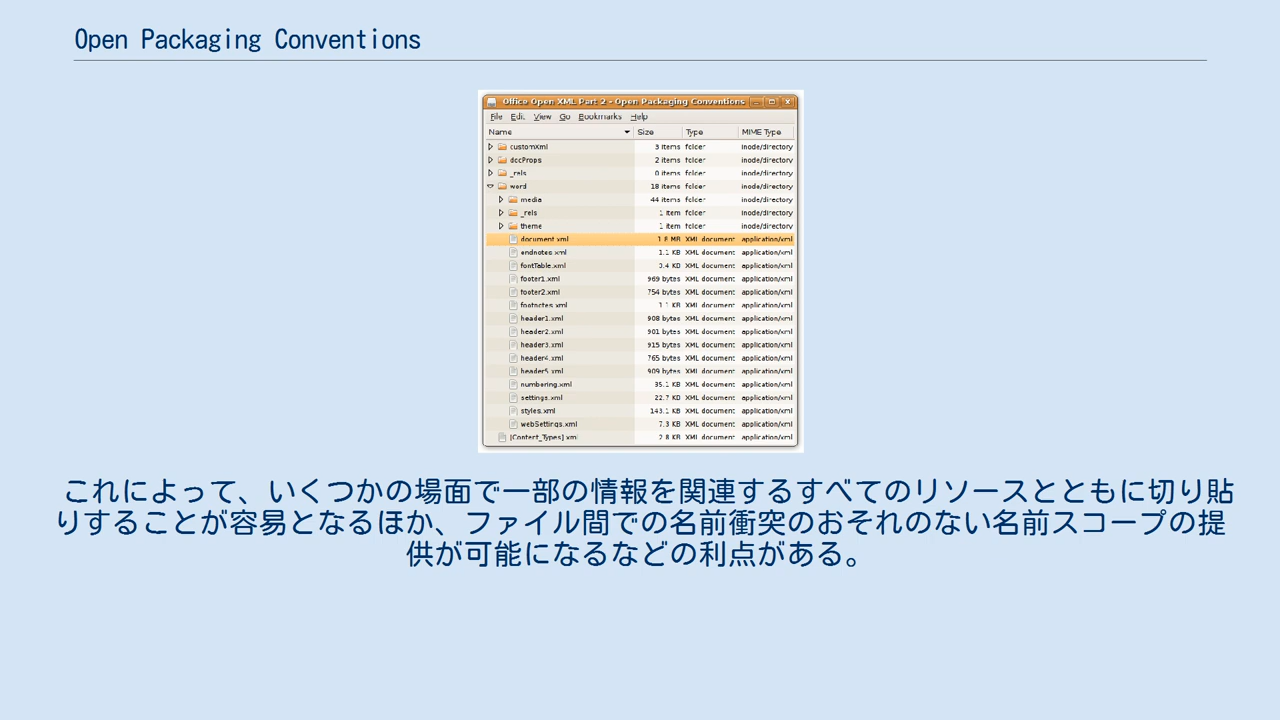 Open Packaging Conventions
Office Open XML Part 2 - Open Packaging Conventions
File Edit View Go Bookmarks Help
Name Size Type MIME Type
customXml 3 items folder inode/directory
docProps 2 items folder inode/directory
_rels 0 items folder inode/directory
word 18 items folder inode/directory
media 44 items folder inode/directory
_rels 1 item folder inode/directory
theme 1 item folder inode/directory
document.xml 1.8 MB XML document application/xml
endnotes.xml 1.1 KB XML document application/xml
fontTable.xml 3.4 KB XML document application/xml
footer1.xml 969 bytes XML document application/xml
footer2.xml 754 bytes XML document application/xml
footnotes.xml 1.1 KB XML document application/xml
header1.xml 908 bytes XML document application/xml
header2.xml 901 bytes XML document application/xml
header3.xml 915 bytes XML document application/xml
header4.xml 765 bytes XML document application/xml
header5.xml 909 bytes XML document application/xml
numbering.xml 35.1 KB XML document application/xml
settings.xml 22.7 KB XML document application/xml
styles.xml 143.1 KB XML document application/xml
webSettings.xml 7.3 KB XML document application/xml
[Content_Types].xml 2.8 KB XML document application/xml
これによって、いくつかの場面で一部の情報を関連するすべてのリソースとともに切り貼
りすることが容易となるほか、ファイル間での名前衝突のおそれのない名前スコープの提
供が可能になるなどの利点がある。